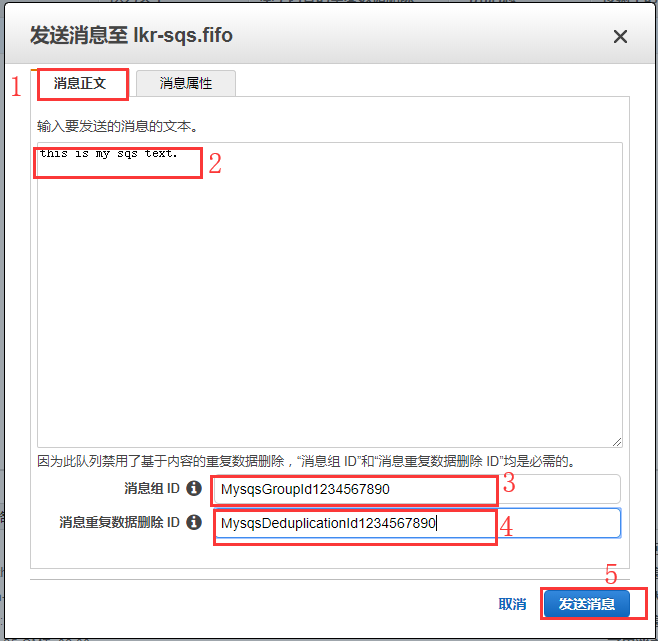 发送消息至 lkr-sqs.fifo
1 消息正文 消息属性
输入要发送的消息的文本。
this is my sqs text. 2
因为此队列禁用了基于内容的重复数据删除，“消息组 ID”和“消息重复数据删除 ID”均是必需的。
消息组 ID MysqsGroupId1234567890 3
消息重复数据删除 ID MysqsDeduplicationId1234567890 4
5
取消 发送消息